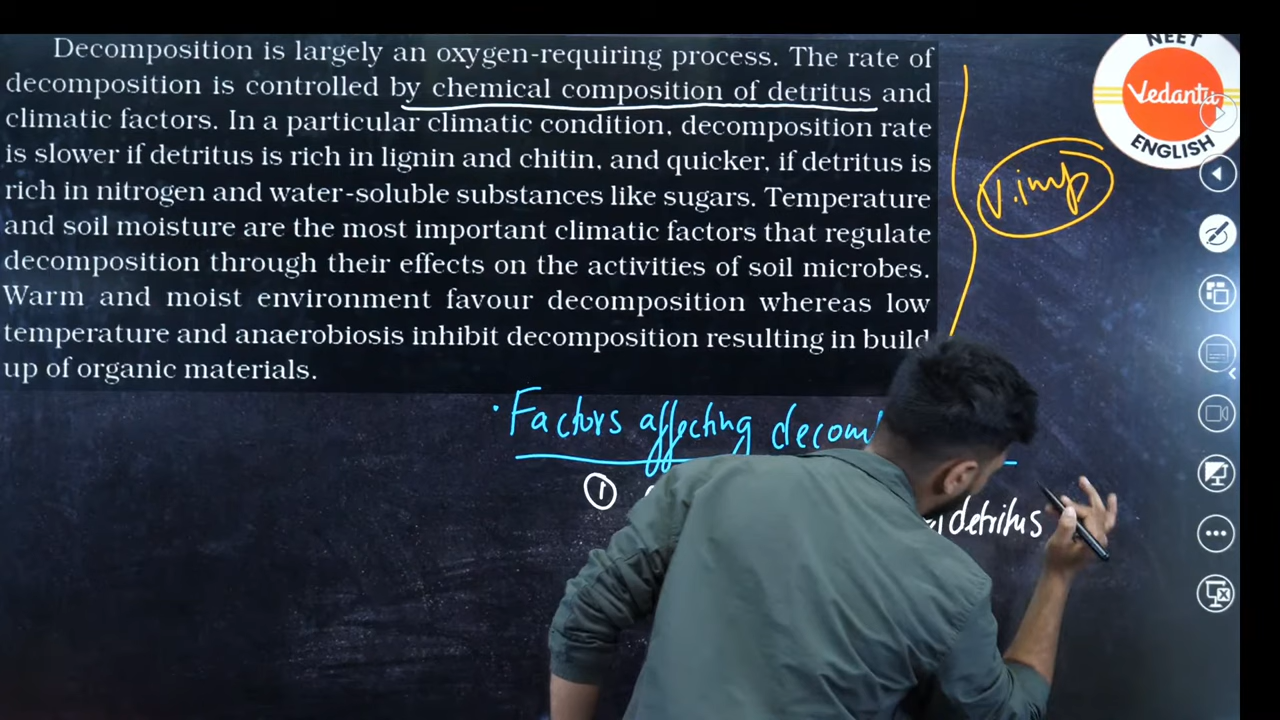 Decomposition is largely an oxygen-requiring process. The rate of
decomposition is controlled by chemical composition of detritus and
climatic factors. In a particular climatic condition, decomposition rate
is slower if detritus is rich in lignin and chitin, and quicker, if detritus is
rich in nitrogen and water-soluble substances like sugars. Temperature
and soil moisture are the most important climatic factors that regulate
decomposition through their effects on the activities of soil microbes.
Warm and moist environment favour decomposition whereas low
temperature and anaerobiosis inhibit decomposition resulting in build
up of organic materials.
NEET
Vedantu
ENGLISH
V.imp
• Factors affecting
① detritus